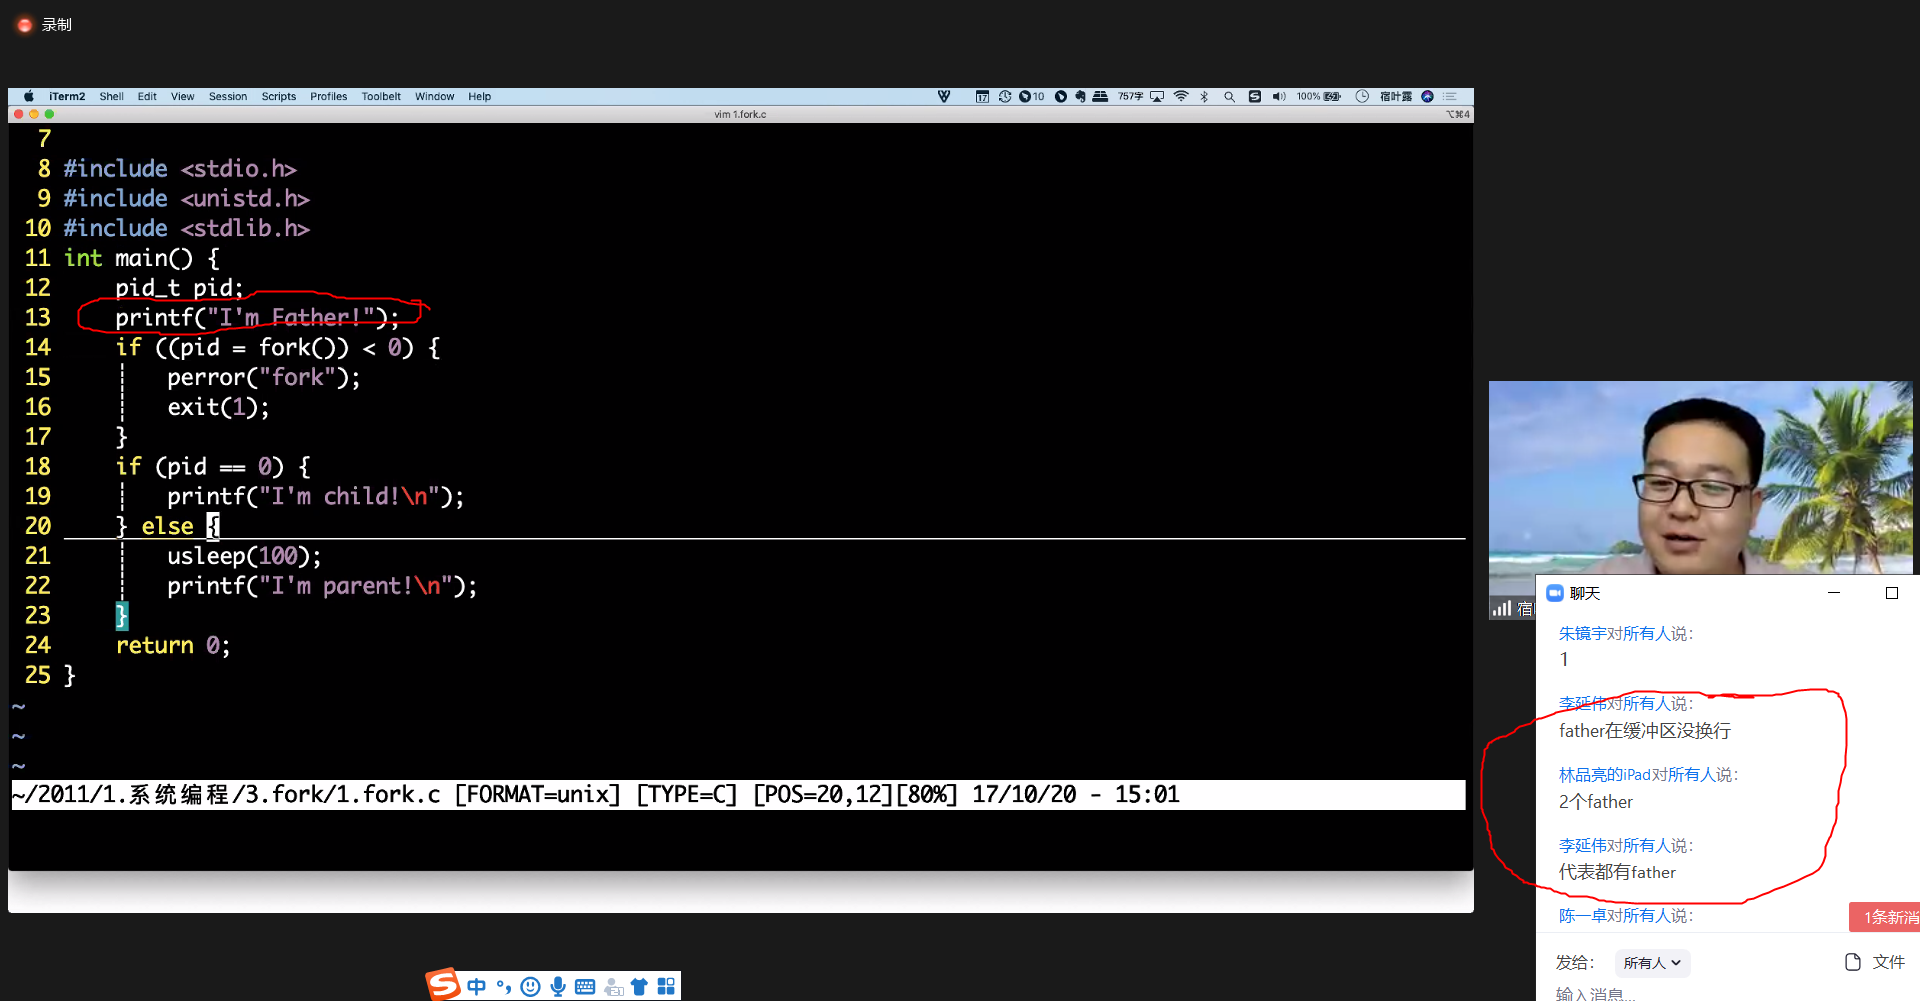 录制
iTerm2 Shell Edit View Session Scripts Profiles Toolbelt Window Help 17 10 757字 100% 宿叶露
vim 1.fork.c ⌥⌘4
7
8 #include <stdio.h>
9 #include <unistd.h>
10 #include <stdlib.h>
11 int main() {
12 pid_t pid;
13 printf("I'm Father!");
14 if ((pid = fork()) < 0) {
15 perror("fork");
16 exit(1);
17 }
18 if (pid == 0) {
19 printf("I'm child!\n");
20 } else {
21 usleep(100);
22 printf("I'm parent!\n");
23 }
24 return 0;
25 }
~
~
~
~/2011/1.系统编程/3.fork/1.fork.c [FORMAT=unix] [TYPE=C] [POS=20,12][80%] 17/10/20 - 15:01
宿
聊天
朱镜宇对所有人说：
1
李延伟对所有人说：
father在缓冲区没换行
林品亮的iPad对所有人说：
2个father
李延伟对所有人说：
代表都有father
陈一卓对所有人说：
1条新消
发给： 所有人 文件
输入消息...
中